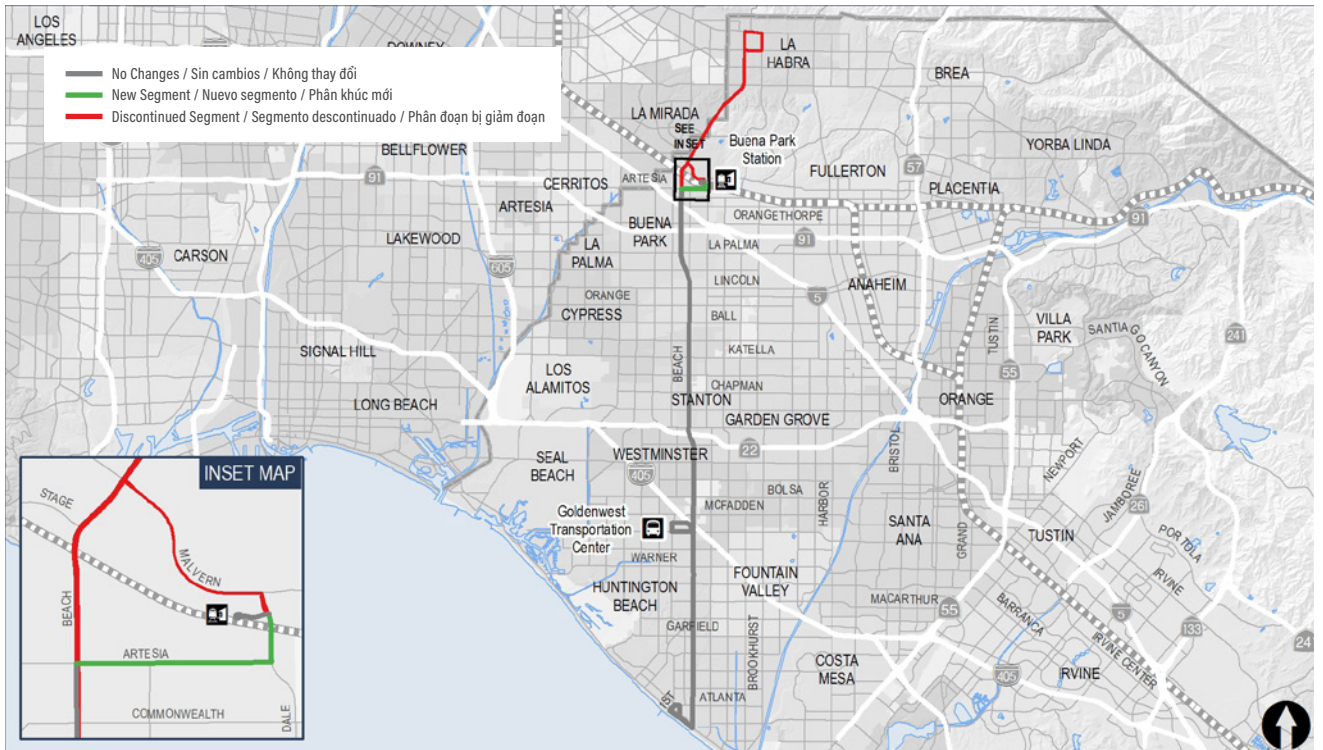 LOS
ANGELES
No Changes / Sin cambios / Không thay đổi
New Segment / Nuevo segmento / Phân khúc mới
Discontinued Segment / Segmento descontinuado / Phân đoạn bị giảm đoạn
LA
HABRA
BREA
LA MIRADA
SEE
INSET
Buena Park
Station
YORBA LINDA
BELLFLOWER
91
CERRITOS
ARTESIA
FULLERTON
57
PLACENTIA
ARTESIA
BUENA
PARK
ORANGETHORPE
91
91
LAKEWOOD
LA
PALMA
LA PALMA
405
CARSON
605
LINCOLN
ANAHEIM
ORANGE
CYPRESS
5
BALL
VILLA
PARK
SANTIAGO CANYON
241
TUSTIN
SIGNAL HILL
KATELLA
BEACH
LOS
ALAMITOS
CHAPMAN
55
LONG BEACH
STANTON
ORANGE
GARDEN GROVE
22
SEAL
BEACH
WESTMINSTER
405
BRISTOL
NEWPORT
BOLSA
MCFADDEN
HARBOR
JAMBOREE
261
Goldenwest
Transportation
Center
SANTA
ANA
GRAND
TUSTIN
PORTOLA
WARNER
IRVINE
HUNTINGTON
BEACH
FOUNTAIN
VALLEY
MACARTHUR
55
BARRANCA
5
133
GARFIELD
BROOKHURST
IRVINE CENTER
24
COSTA
MESA
405
RVINE
1ST
ATLANTA
INSET MAP
STAGE
MALVERN
BEACH
ARTESIA
COMMONWEALTH
DALE